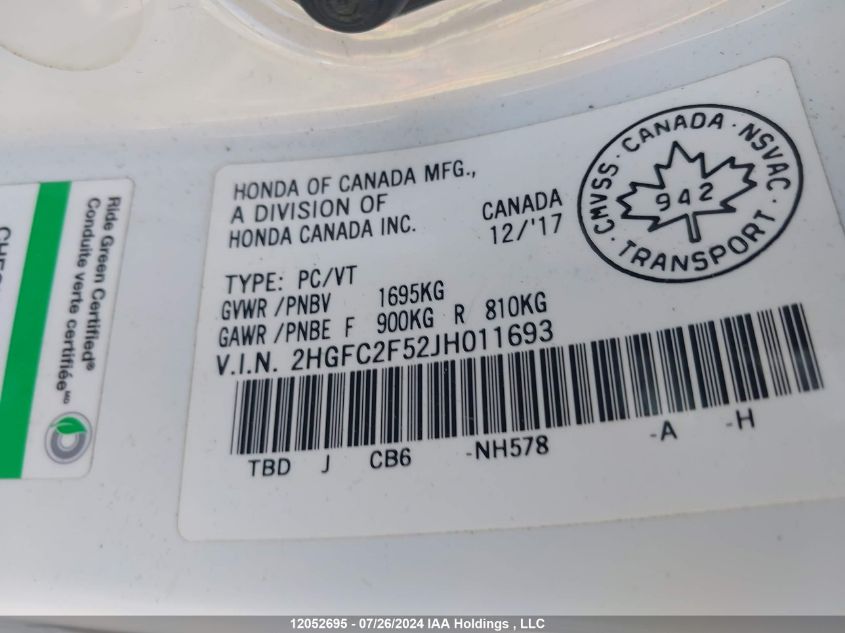 HONDA OF CANADA MFG.,
A DIVISION OF
HONDA CANADA INC.
CANADA
12/'17
CMVSS · CANADA · NSVAC
942
TRANSPORT
TYPE: PC/VT
GVWR /PNBV 1695KG
GAWR /PNBE F 900KG R 810KG
V.I.N. 2HGFC2F52JH011693
TBD J CB6 -NH578 -A -H
Ride Green Certified®
Conduite verte certifiée MD
12052695 - 07/26/2024 IAA Holdings , LLC